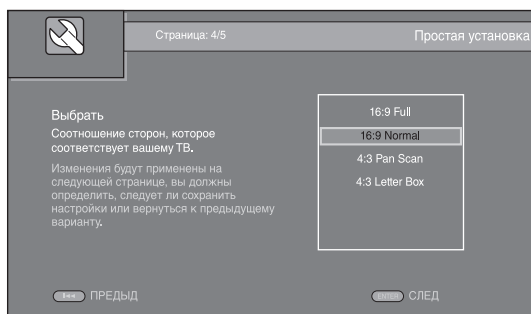 Страница: 4/5
Простая установка
Выбрать
Соотношение сторон, которое
соответствует вашему ТВ.
Изменения будут применены на
следующей странице, вы должны
определить, следует ли сохранить
настройки или вернуться к предыдущему
варианту.
16:9 Full
16:9 Normal
4:3 Pan Scan
4:3 Letter Box
ПРЕДЫД
ENTER СЛЕД